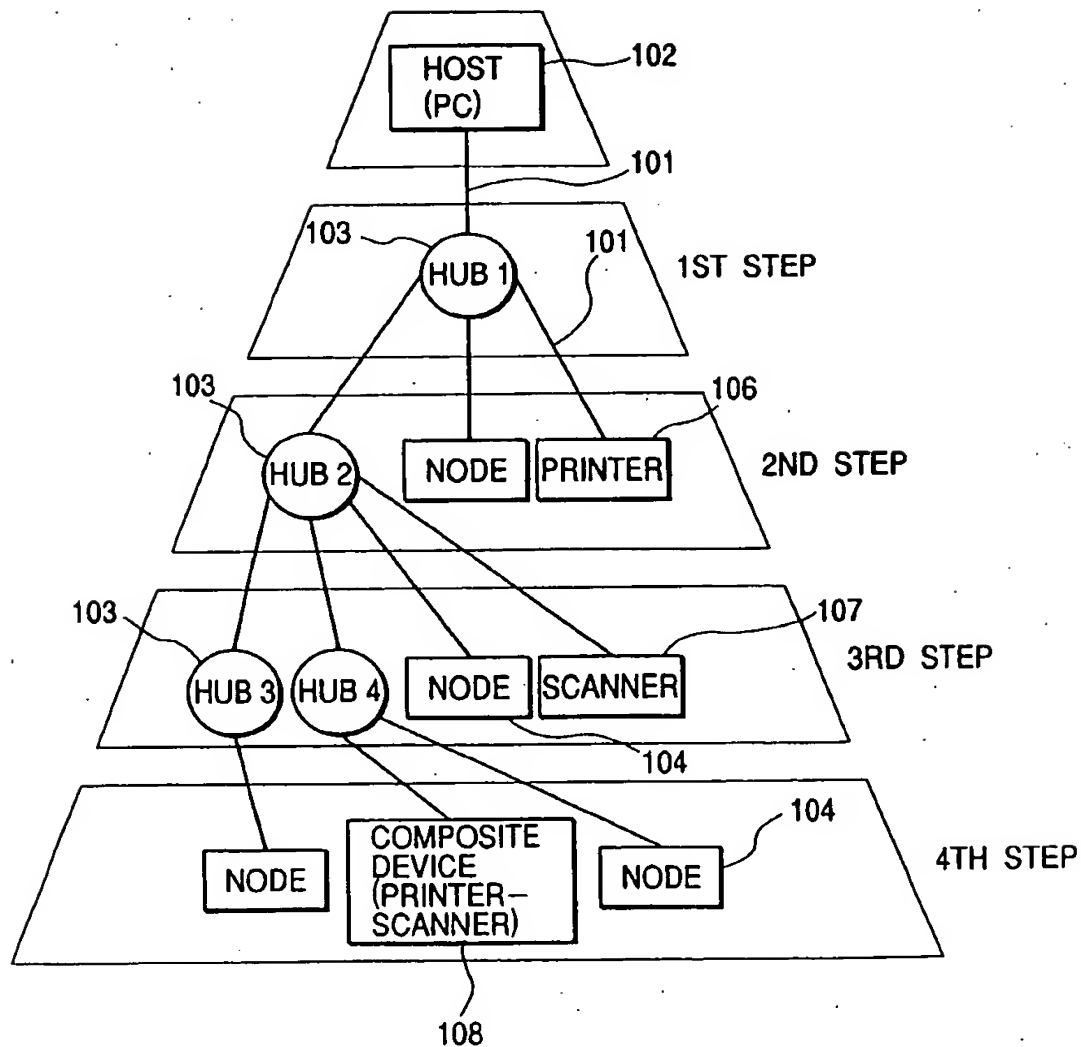 HOST
(PC)
102
101
103
HUB 1
101
1ST STEP
103
106
HUB 2
NODE
PRINTER
2ND STEP
103
107
HUB 3
HUB 4
NODE
SCANNER
3RD STEP
104
104
NODE
COMPOSITE
DEVICE
(PRINTER–
SCANNER)
NODE
4TH STEP
108